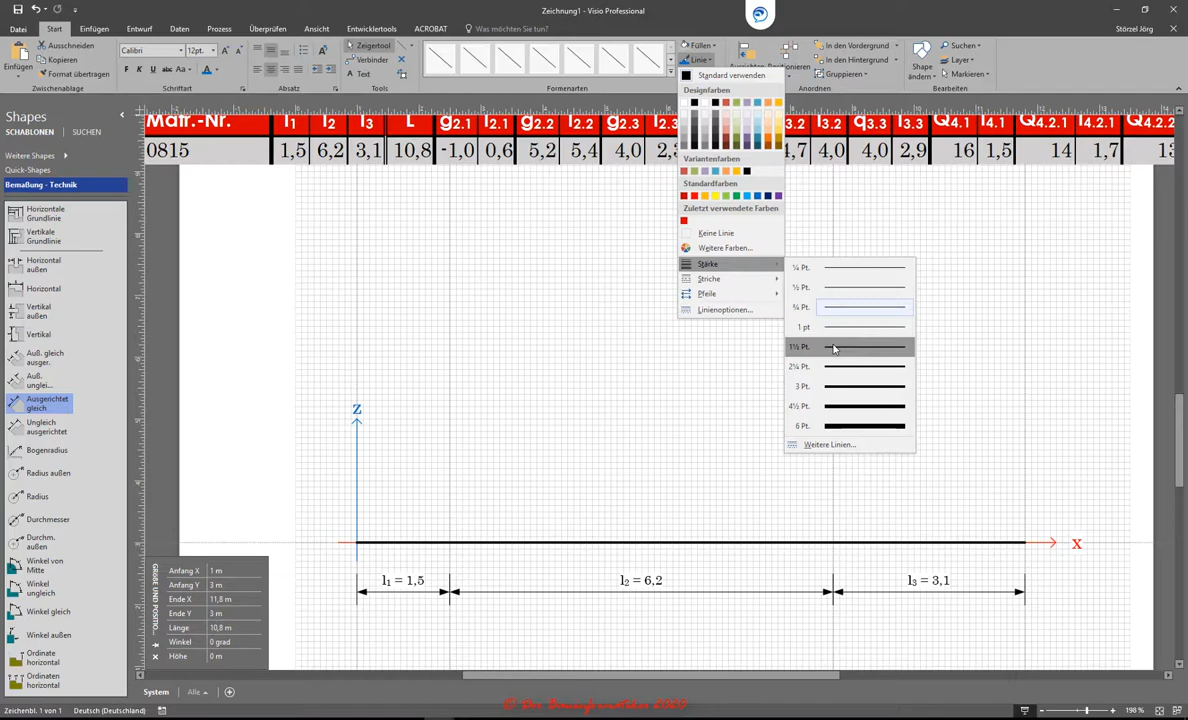 Zeichnung1 - Visio Professional
Störzel Jörg
Datei Start Einfügen Entwurf Daten Prozess Überprüfen Ansicht Entwicklertools ACROBAT Was möchten Sie tun?
Einfügen
Ausschneiden
Kopieren
Format übertragen
Zwischenablage
Calibri 12pt.
F K U abc Aa A
Schriftart
Absatz
Zeigertool
Verbinder
Text
Tools
Formenarten
Füllen
Linie
In den Vordergrund
In den Hintergrund
Gruppieren
Shape ändern
Suchen
Layer
Markieren
Bearbeiten
Standard verwenden
Designfarben
Variantenfarben
Standardfarben
Zuletzt verwendete Farben
Keine Linie
Weitere Farben...
Stärke
Striche
Pfeile
Linienoptionen...
¼ Pt.
½ Pt.
¾ Pt.
1 pt
1½ Pt.
2¼ Pt.
3 Pt.
4½ Pt.
6 Pt.
Weitere Linien...
Shapes
SCHABLONEN SUCHEN
Weitere Shapes
Quick-Shapes
Bemaßung - Technik
Horizontale Grundlinie
Vertikale Grundlinie
Horizontal außen
Horizontal
Vertikal außen
Vertikal
Auß. gleich ausger.
Auß. unglei...
Ausgerichtet gleich
Ungleich ausgerichtet
Bogenradius
Radius außen
Radius
Durchmesser
Durchm. außen
Winkel von Mitte
Winkel ungleich
Winkel gleich
Winkel außen
Ordinate horizontal
Ordinaten horizontal
Matr.-Nr. l1 l2 l3 L g2.1 l2.1 g2.2 l2.2 g2.3 l2.3 l3.2 q3.3 l3.3 Q4.1 l4.1 Q4.2.1 l4.2.1 Q4.2.2
0815 1,5 6,2 3,1 10,8 -1,0 0,6 5,2 5,4 4,0 4,0 4,0 2,9 16 1,5 14 1,7
z
x
l1 = 1,5
l2 = 6,2
l3 = 3,1
GRÖßE UND POSITIO...
Anfang X 1 m
Anfang Y 3 m
Ende X 11,8 m
Ende Y 3 m
Länge 10,8 m
Winkel 0 grad
Höhe 0 m
System Alle
© Der Bauinformatiker 2020
Zeichenbl. 1 von 1 Deutsch (Deutschland)
198 %